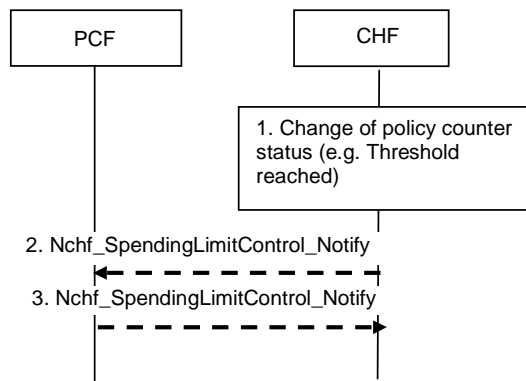 PCF
CHF
1. Change of policy counter
status (e.g. Threshold
reached)
2. Nchf_SpendingLimitControl_Notify
3. Nchf_SpendingLimitControl_Notify